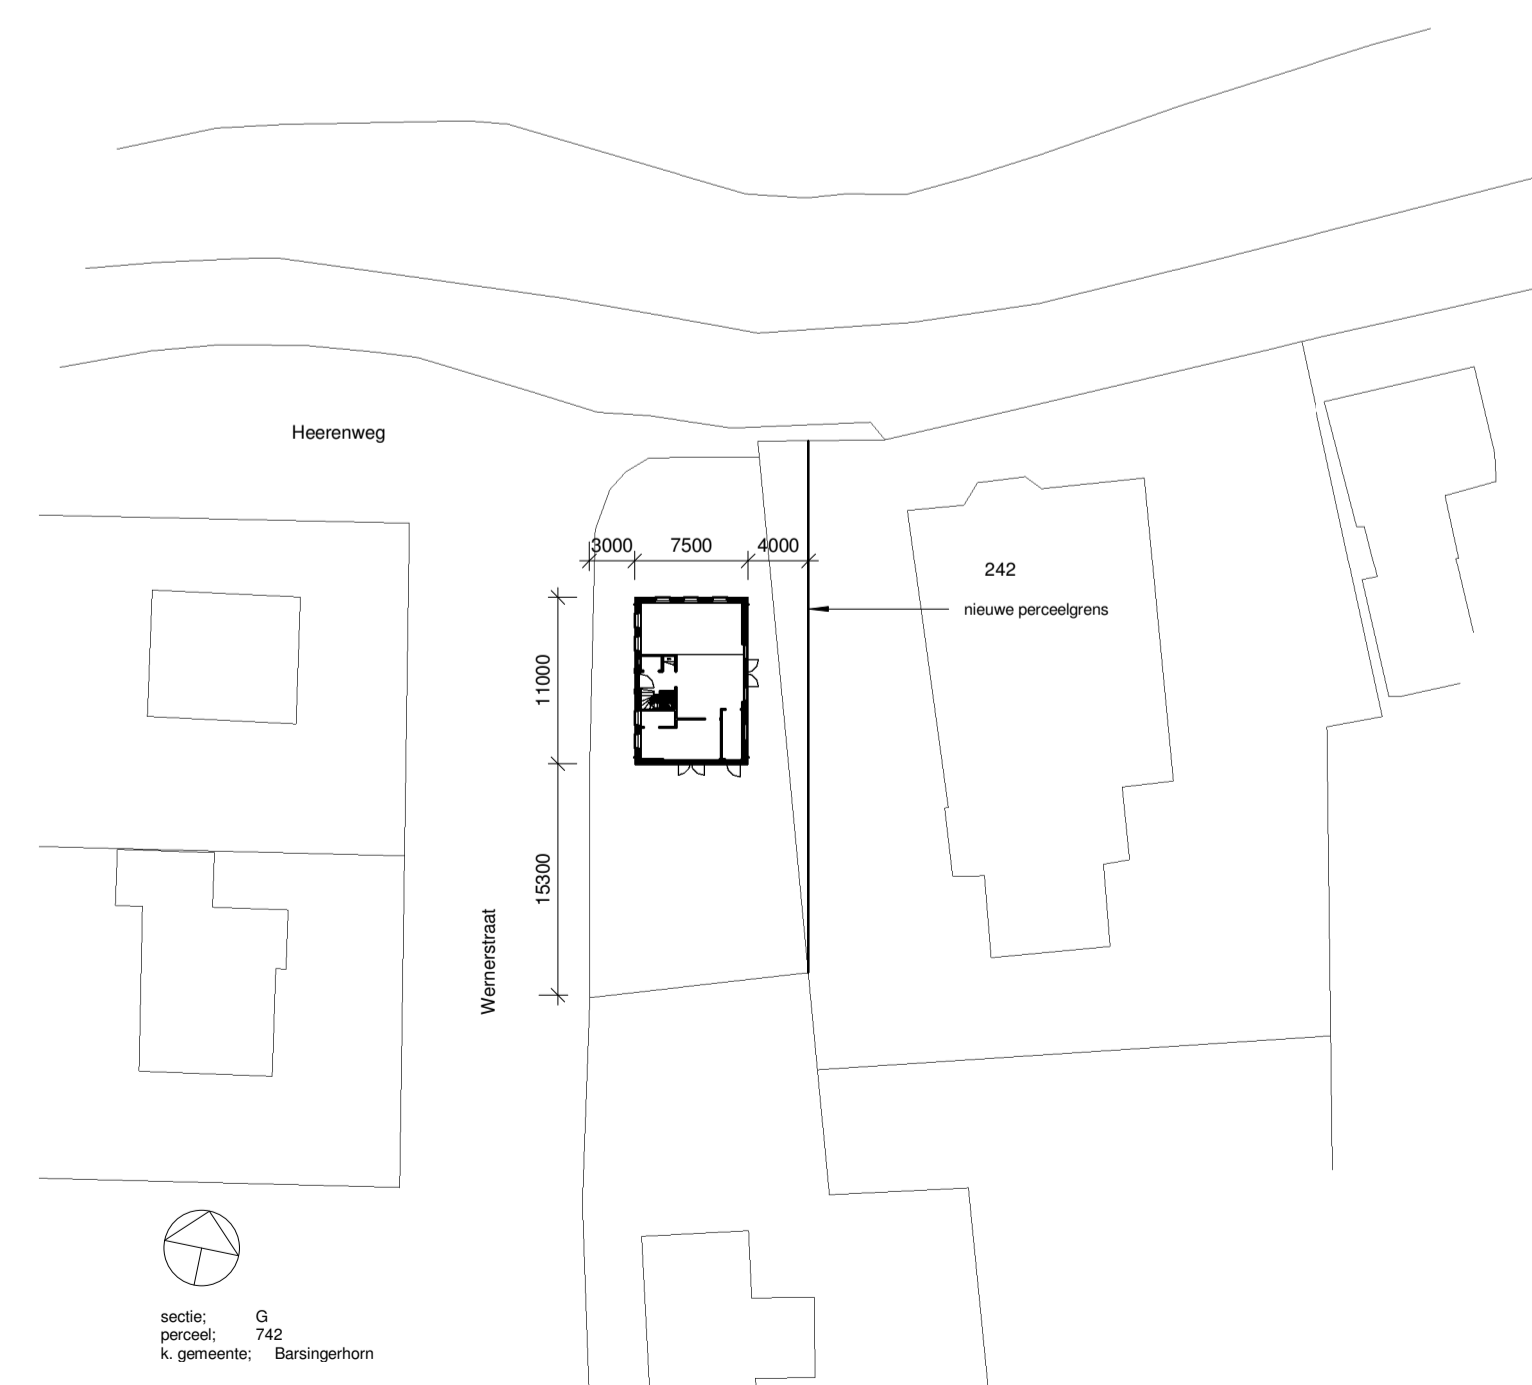 Heerenweg
3000 7500 4000
242
nieuwe perceelgrens
11000
15300
Wernerstraat
sectie; G
perceel; 742
k. gemeente; Barsingerhorn